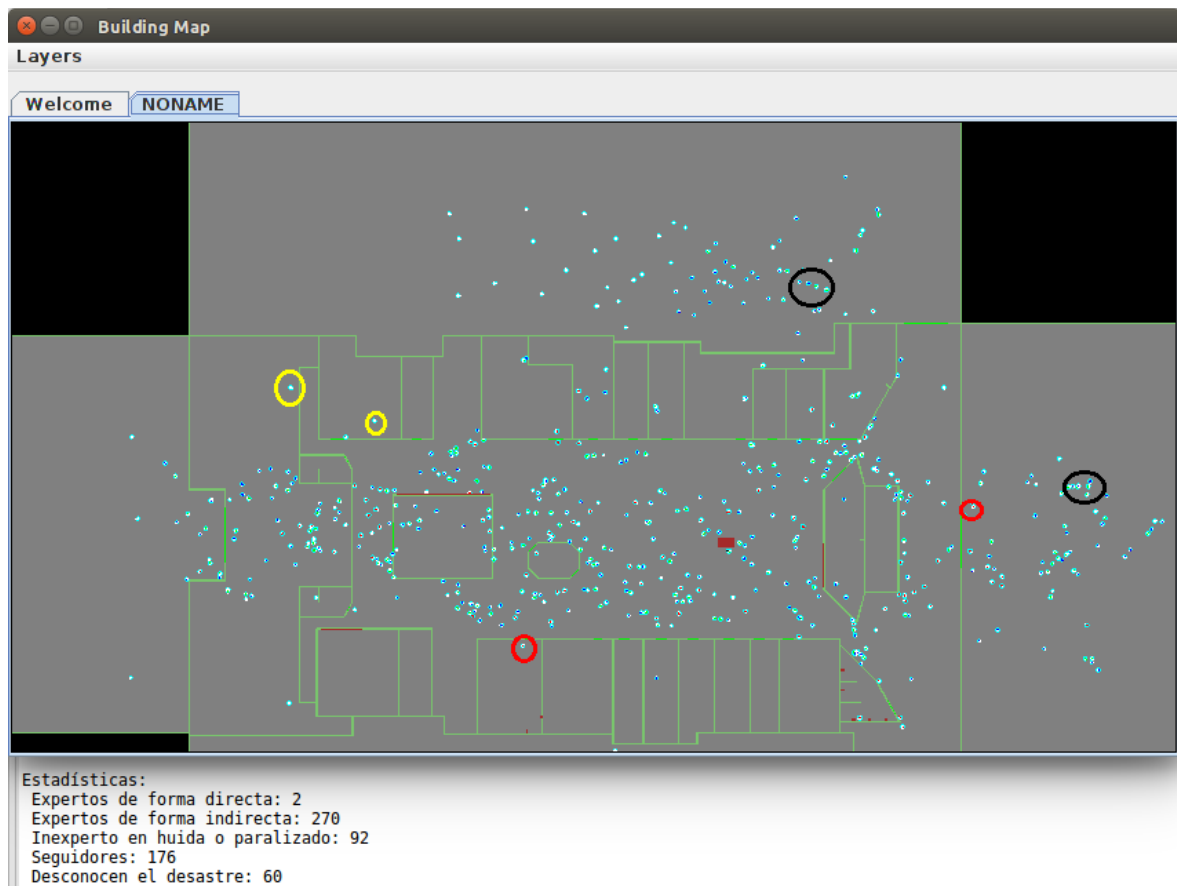 Building Map
Layers
Welcome NONAME
Estadísticas:
Expertos de forma directa: 2
Expertos de forma indirecta: 270
Inexperto en huida o paralizado: 92
Seguidores: 176
Desconocen el desastre: 60